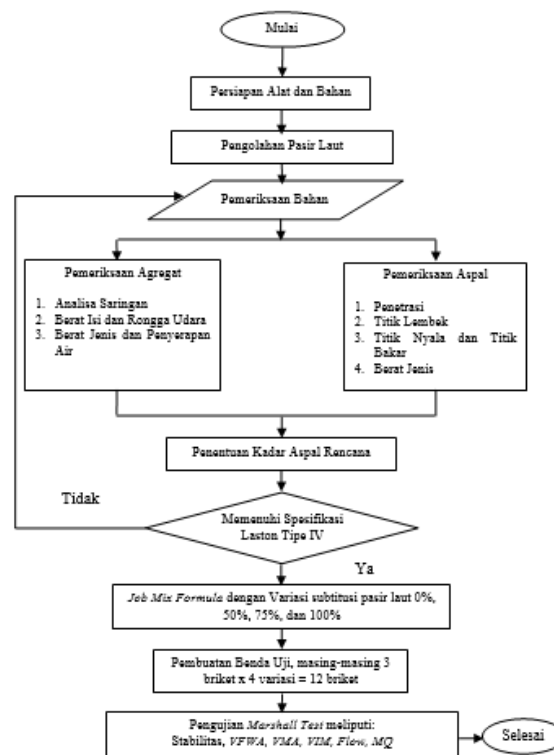 Mulai
Persiapan Alat dan Bahan
Pengolahan Pasir Laut
Pemeriksaan Bahan
Pemeriksaan Agregat
1. Analisa Saringan
2. Berat Isi dan Rongga Udara
3. Berat Jenis dan Penyerapan
Air
Pemeriksaan Aspal
1. Penetrasi
2. Titik Lembek
3. Titik Nyala dan Titik
Bakar
4. Berat Jenis
Penentuan Kadar Aspal Rencana
Tidak
Memenuhi Spesifikasi
Laston Tipe IV
Ya
Job Mix Formula dengan Variasi subtitusi pasir laut 0%,
50%, 75%, dan 100%
Pembuatan Benda Uji, masing-masing 3
briket x 4 variasi = 12 briket
Pengujian Marshall Test meliputi:
Stabilitas, VFWA, VMA, VIM, Flow, MQ
Selesai